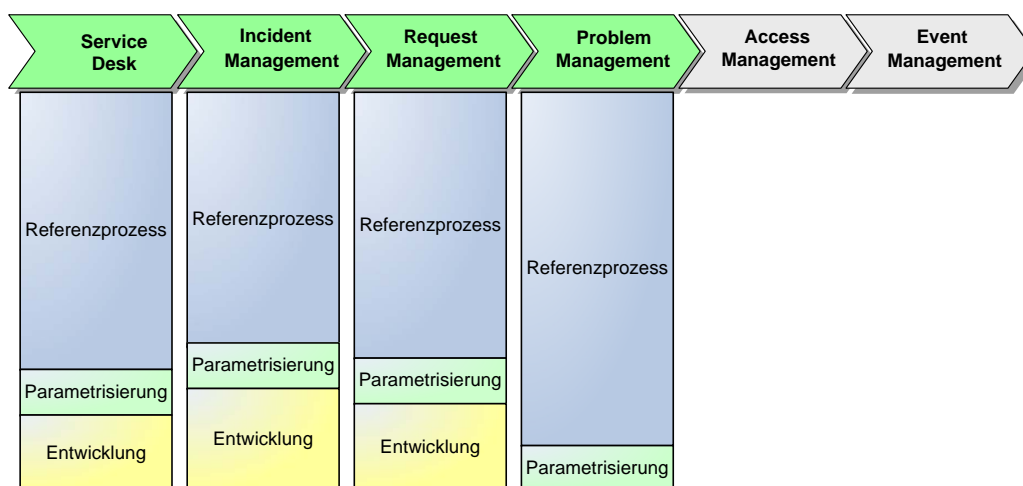 Service
Desk
Incident
Management
Request
Management
Problem
Management
Access
Management
Event
Management
Referenzprozess
Parametrisierung
Entwicklung
Referenzprozess
Parametrisierung
Entwicklung
Referenzprozess
Parametrisierung
Entwicklung
Referenzprozess
Parametrisierung